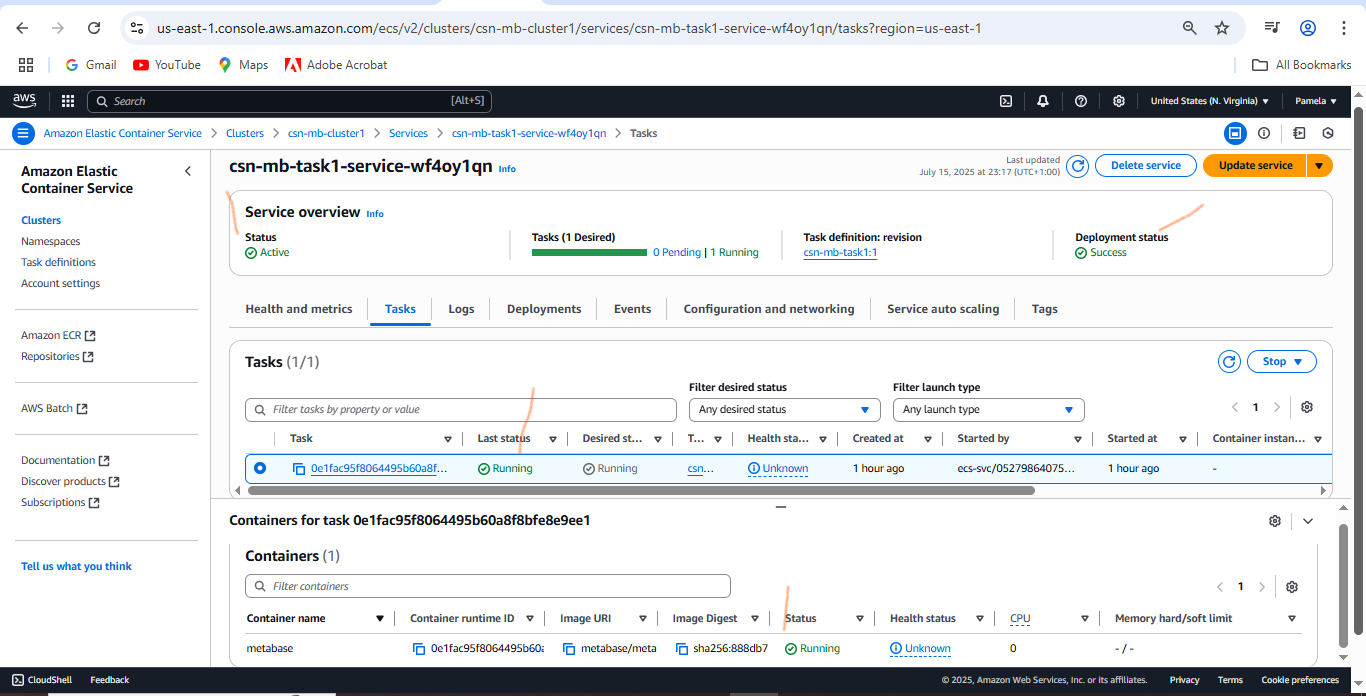 us-east-1.console.aws.amazon.com/ecs/v2/clusters/csn-mb-cluster1/services/csn-mb-task1-service-wf4oy1qn/tasks?region=us-east-1
Gmail YouTube Maps Adobe Acrobat All Bookmarks
aws Search [Alt+S] United States (N. Virginia) Pamela
Amazon Elastic Container Service Clusters csn-mb-cluster1 Services csn-mb-task1-service-wf4oy1qn Tasks
Amazon Elastic
Container Service
Clusters
Namespaces
Task definitions
Account settings
Amazon ECR
Repositories
AWS Batch
Documentation
Discover products
Subscriptions
Tell us what you think
csn-mb-task1-service-wf4oy1qn Info
Last updated
July 15, 2025 at 23:17 (UTC+1:00)
Delete service Update service
Service overview Info
Status Tasks (1 Desired) Task definition: revision Deployment status
Active 0 Pending | 1 Running csn-mb-task1:1 Success
Health and metrics Tasks Logs Deployments Events Configuration and networking Service auto scaling Tags
Tasks (1/1) Stop
Filter desired status Filter launch type
Filter tasks by property or value Any desired status Any launch type 1
Task Last status Desired st... T... Health sta... Created at Started by Started at Container instan...
0e1fac95f8064495b60a8f... Running Running csn... Unknown 1 hour ago ecs-svc/05279864075... 1 hour ago -
Containers for task 0e1fac95f8064495b60a8f8bfe8e9ee1
Containers (1)
Filter containers 1
Container name Container runtime ID Image URI Image Digest Status Health status CPU Memory hard/soft limit
metabase 0e1fac95f8064495b60a metabase/meta sha256:888db7 Running Unknown 0 - / -
CloudShell Feedback © 2025, Amazon Web Services, Inc. or its affiliates. Privacy Terms Cookie preferences